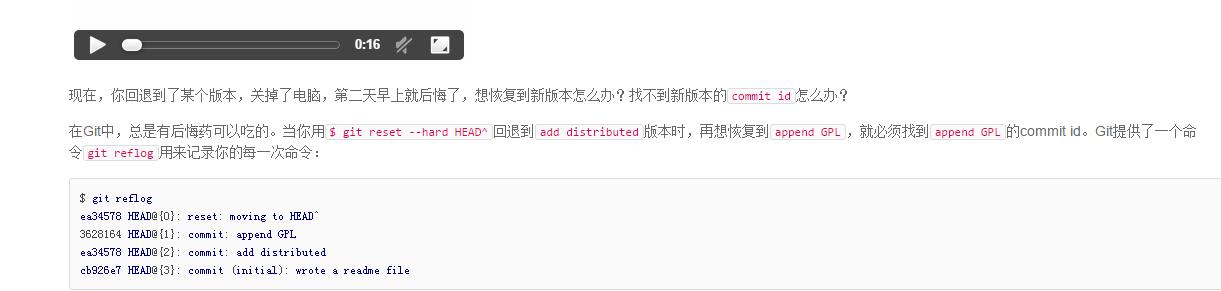 0:16
现在，你回退到了某个版本，关掉了电脑，第二天早上就后悔了，想恢复到新版本怎么办？找不到新版本的commit id怎么办？
在Git中，总是有后悔药可以吃的。当你用$ git reset --hard HEAD^回退到add distributed版本时，再想恢复到append GPL，就必须找到append GPL的commit id。Git提供了一个命
令git reflog用来记录你的每一次命令：
$ git reflog
ea34578 HEAD@{0}: reset: moving to HEAD^
3628164 HEAD@{1}: commit: append GPL
ea34578 HEAD@{2}: commit: add distributed
cb926e7 HEAD@{3}: commit (initial): wrote a readme file